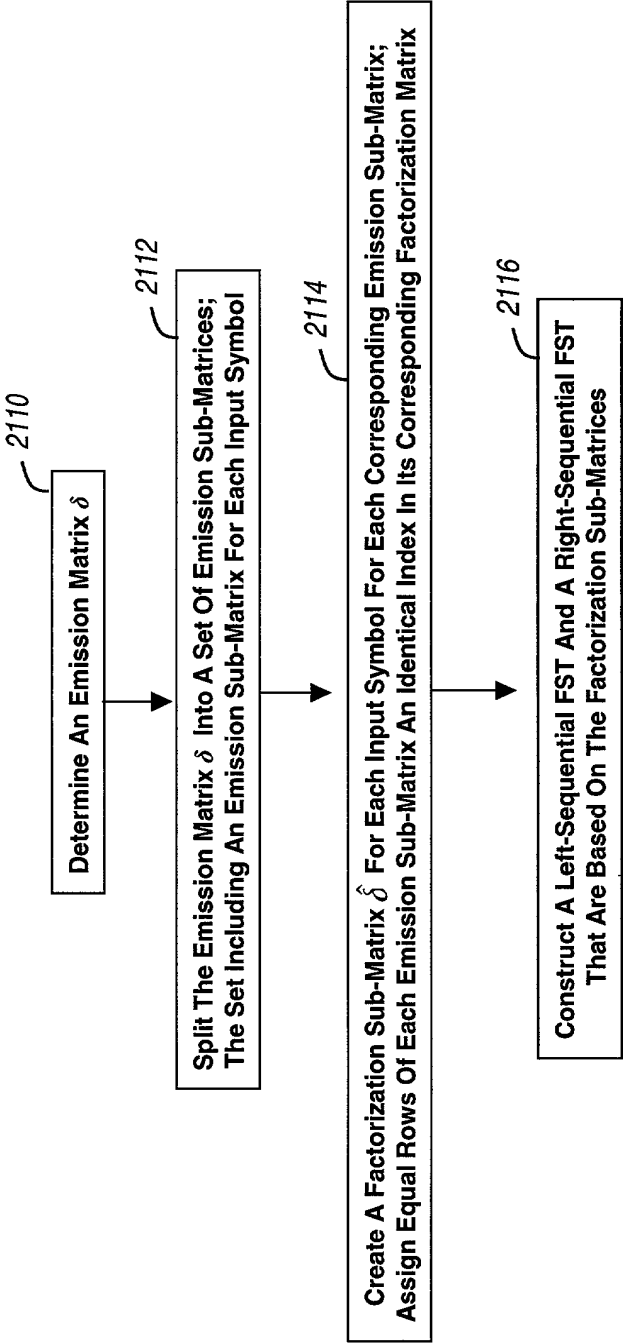 2110
Determine An Emission Matrix δ
2112
Split The Emission Matrix δ Into A Set Of Emission Sub-Matrices;
The Set Including An Emission Sub-Matrix For Each Input Symbol
2114
Create A Factorization Sub-Matrix δ̂ For Each Input Symbol For Each Corresponding Emission Sub-Matrix;
Assign Equal Rows Of Each Emission Sub-Matrix An Identical Index In Its Corresponding Factorization Matrix
2116
Construct A Left-Sequential FST And A Right-Sequential FST
That Are Based On The Factorization Sub-Matrices